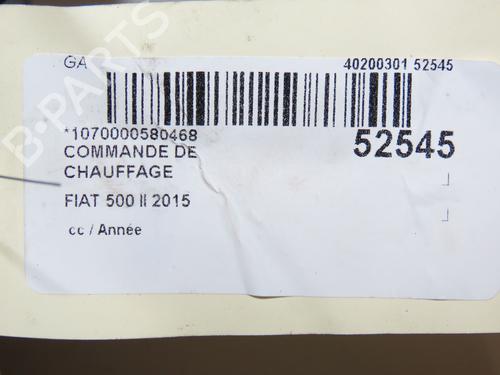 GA
40200301 52545
*1070000580468
52545
COMMANDE DE
CHAUFFAGE
FIAT 500 II 2015
cc / Année
B-PARTS